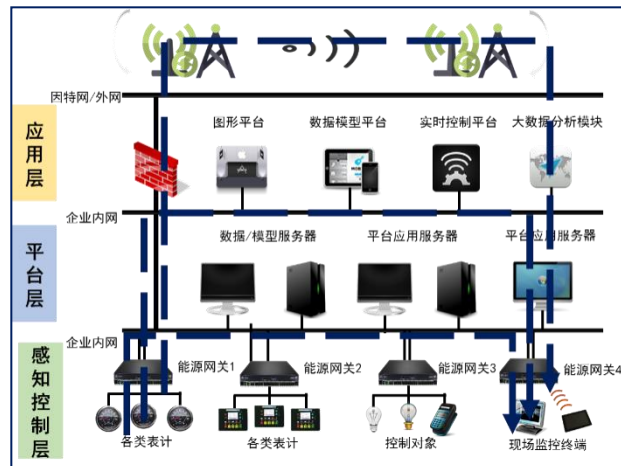 因特网/外网
应用层
图形平台
数据模型平台
实时控制平台
大数据分析模块
企业内网
平台层
数据/模型服务器
平台应用服务器
平台应用服务器
企业内网
感知控制层
能源网关1
能源网关2
能源网关3
能源网关4
各类表计
各类表计
控制对象
现场监控终端